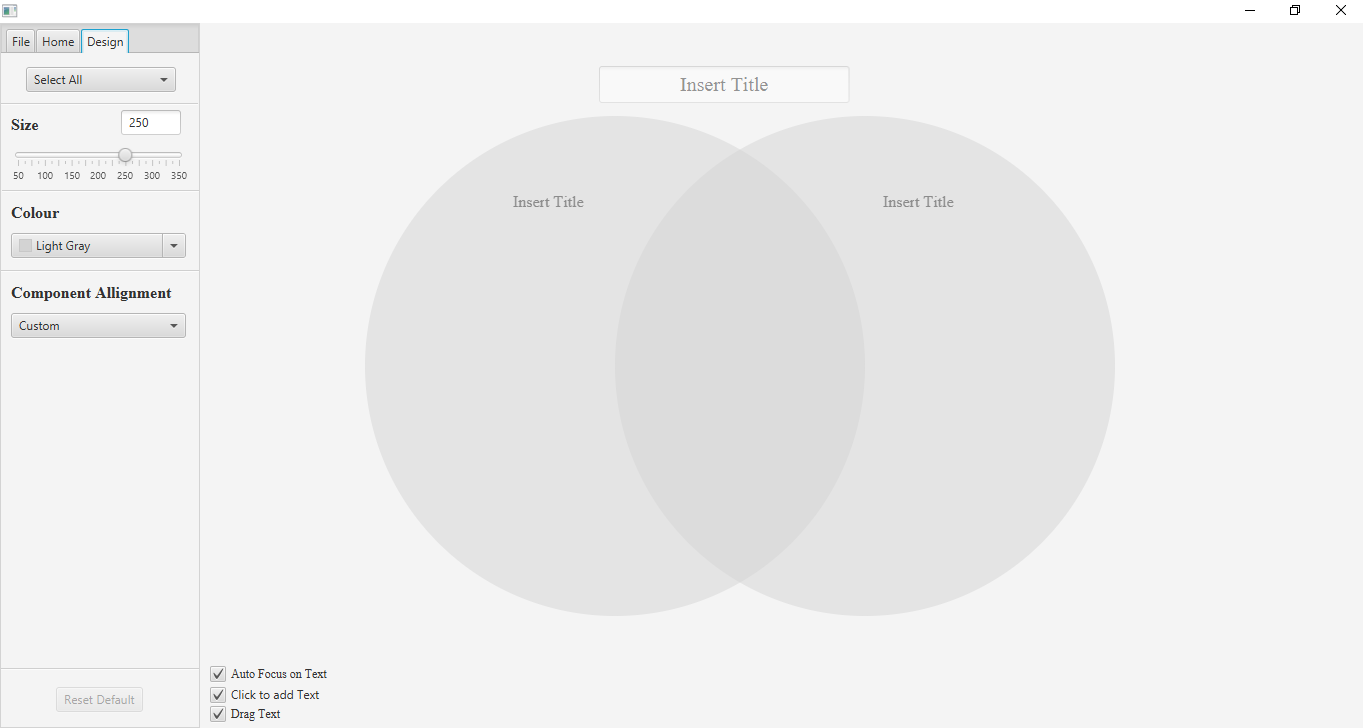 File Home Design
Select All
Size 250
50 100 150 200 250 300 350
Colour
Light Gray
Component Allignment
Custom
Reset Default
Insert Title
Insert Title Insert Title
Auto Focus on Text
Click to add Text
Drag Text